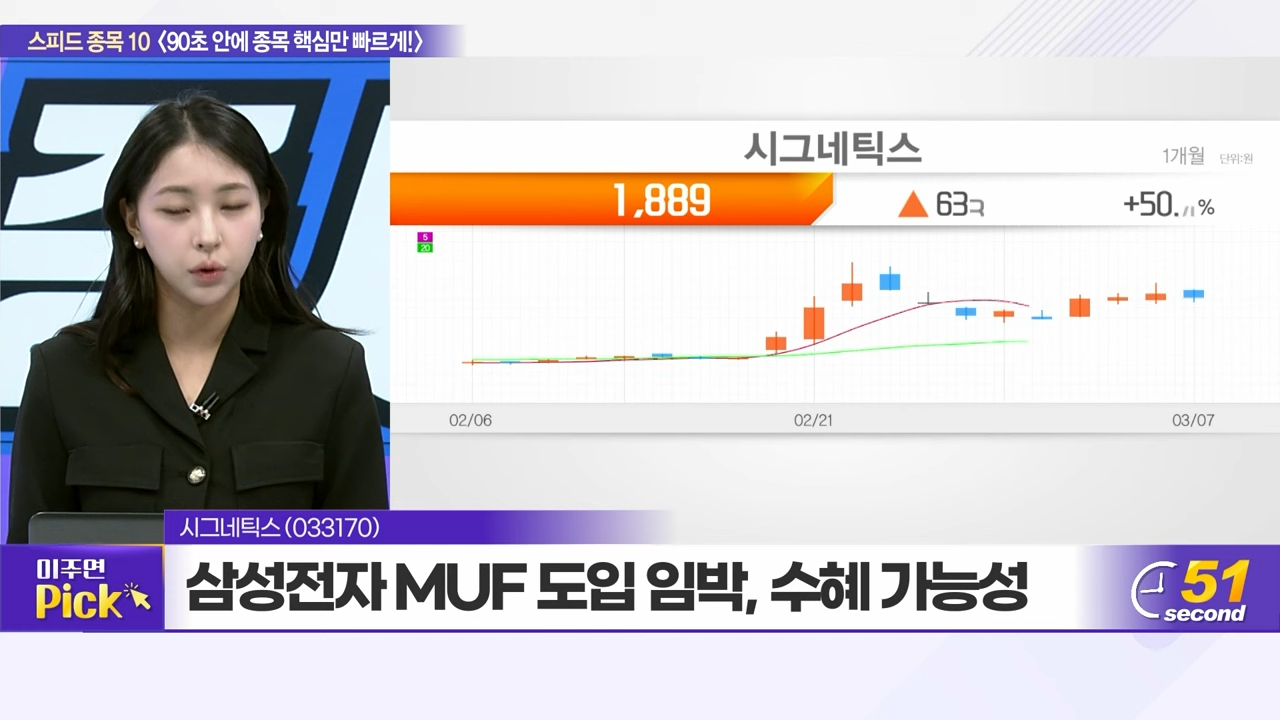 스피드 종목 10 〈90초 안에 종목 핵심만 빠르게!〉
시그네틱스
1개월 단위:원
1,889
▲ 63
+50. %
5
20
02/06 02/21 03/07
시그네틱스 (033170)
미주면
Pick
삼성전자 MUF 도입 임박, 수혜 가능성
51
second